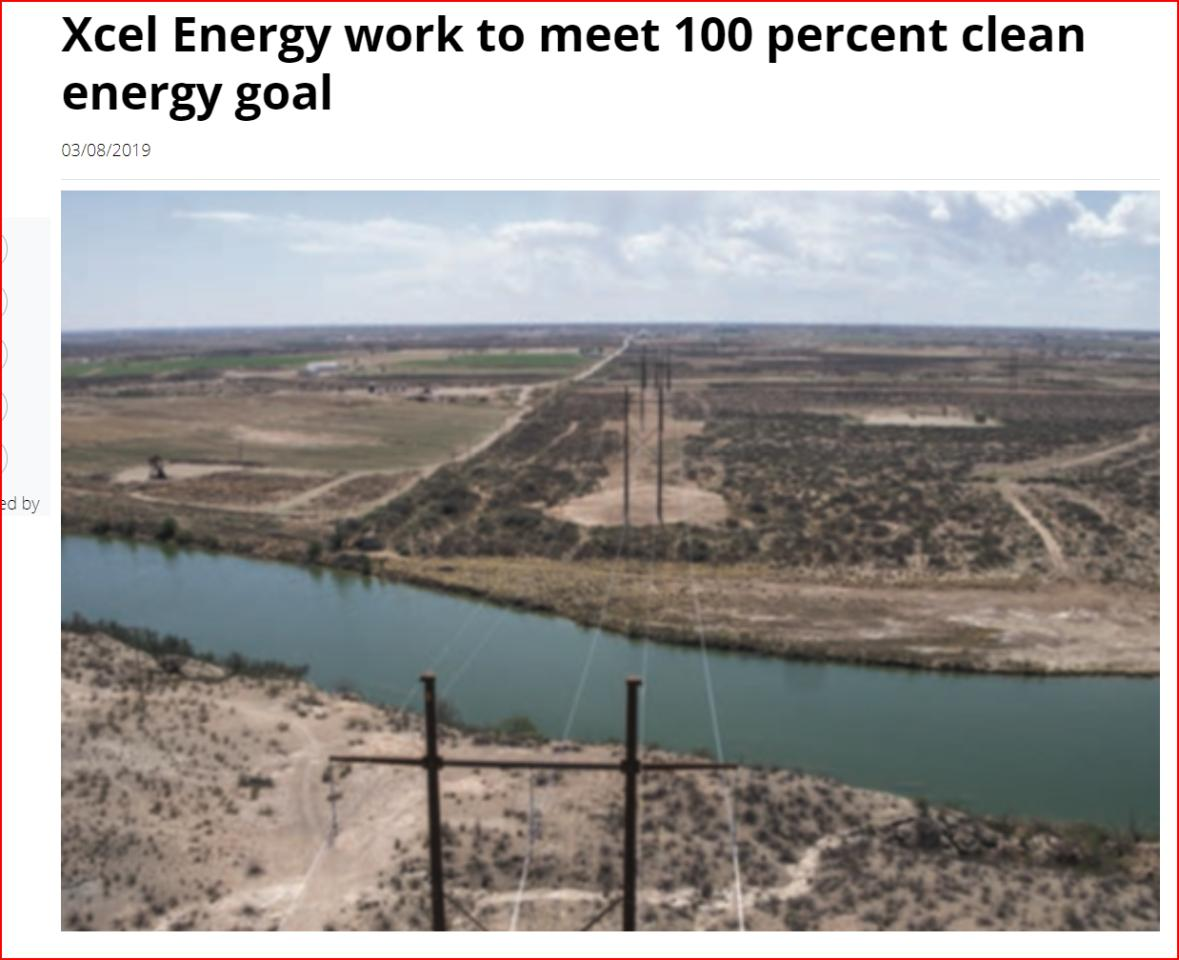 Xcel Energy work to meet 100 percent clean
energy goal
03/08/2019
ed by